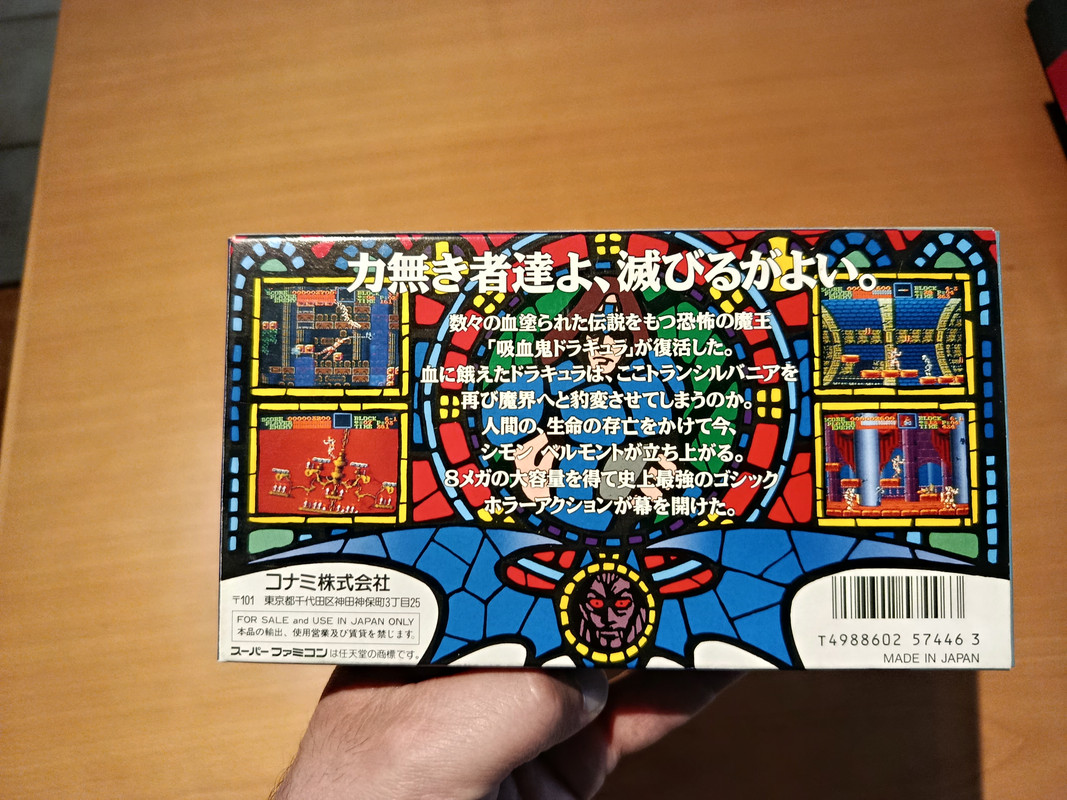 力無き者達よ、滅びるがよい。
数々の血塗られた伝説をもつ恐怖の魔王
「吸血鬼ドラキュラ」が復活した。
血に餓えたドラキュラは、ここトランシルバニアを
再び魔界へと豹変させてしまうのか。
人間の、生命の存亡をかけて今、
シモン ベルモントが立ち上がる。
8メガの大容量を得て史上最強のゴシック
ホラーアクションが幕を開けた。
コナミ株式会社
〒101 東京都千代田区神田神保町3丁目25
FOR SALE and USE IN JAPAN ONLY
本品の輸出、使用営業及び賃貸を禁じます。
スーパーファミコンは任天堂の商標です。
T4988602 57446 3
MADE IN JAPAN